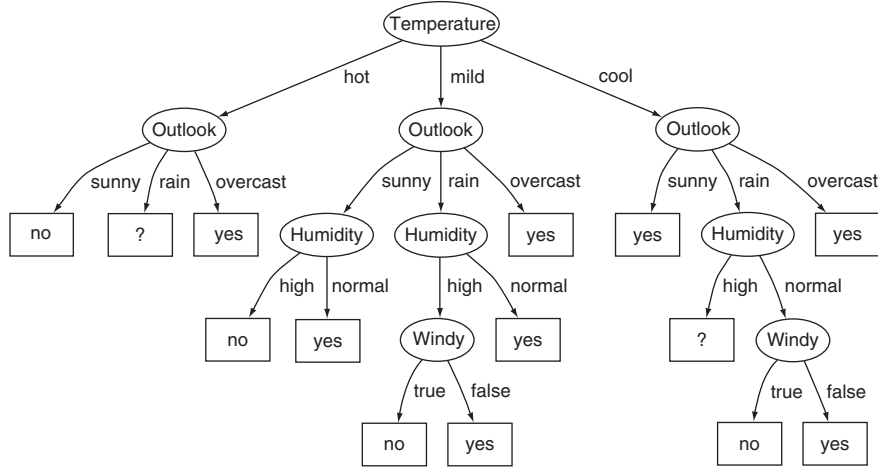 Temperature
hot mild cool
Outlook Outlook Outlook
sunny rain overcast sunny rain overcast sunny rain overcast
no ? yes Humidity Humidity yes yes Humidity yes
high normal high normal high normal
no yes Windy yes ? Windy
true false true false
no yes no yes